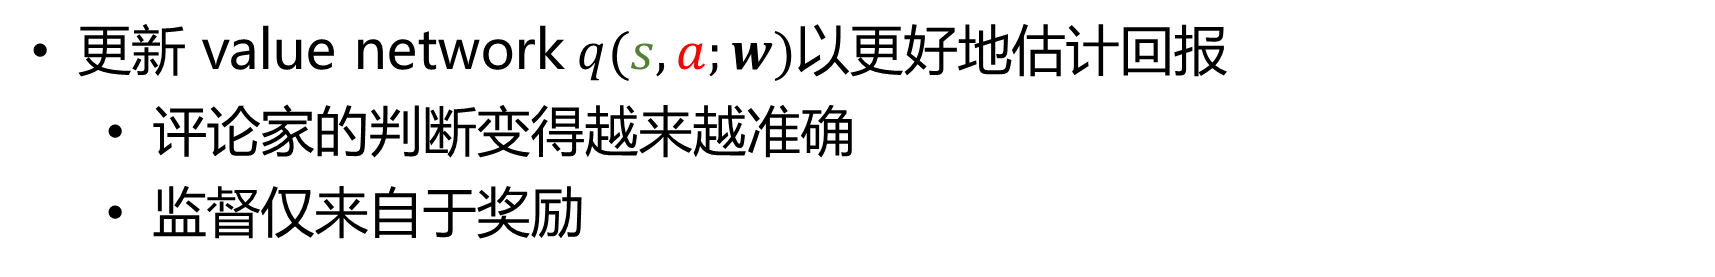 • 更新 value network q(s, a; w)以更好地估计回报
• 评论家的判断变得越来越准确
• 监督仅来自于奖励